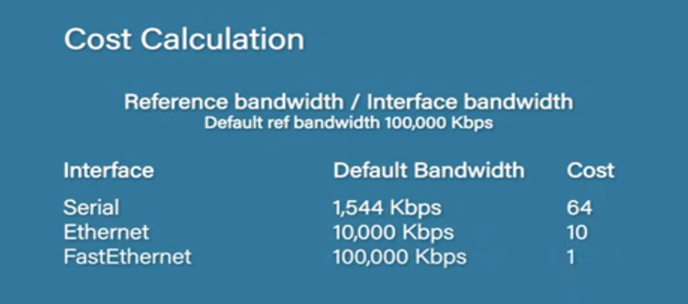 Cost Calculation
Reference bandwidth / Interface bandwidth
Default ref bandwidth 100,000 Kbps
Interface Default Bandwidth Cost
Serial 1,544 Kbps 64
Ethernet 10,000 Kbps 10
FastEthernet 100,000 Kbps 1